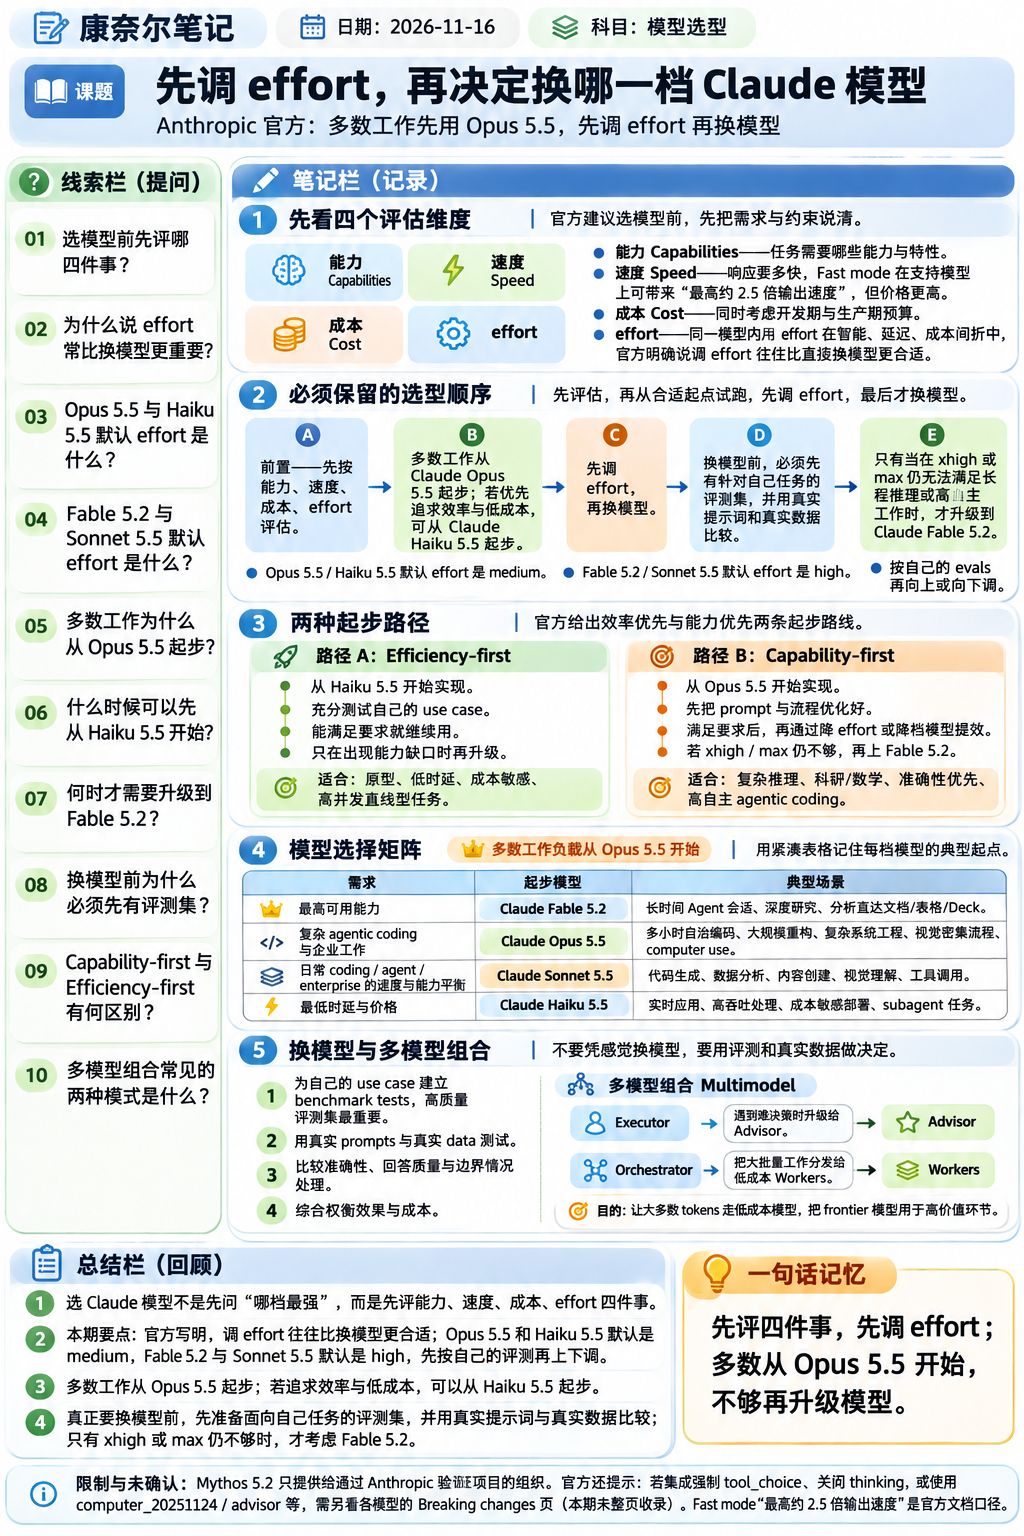 康奈尔笔记
日期：2026-11-16
科目：模型选型
课题
先调 effort，再决定换哪一档 Claude 模型
Anthropic 官方：多数工作先用 Opus 5.5，先调 effort 再换模型
? 线索栏（提问）
01 选模型前先评哪
四件事？
02 为什么说 effort
常比换模型更重要？
03 Opus 5.5 与 Haiku
5.5 默认 effort 是
什么？
04 Fable 5.2 与
Sonnet 5.5 默认
effort 是什么？
05 多数工作为什么
从 Opus 5.5 起步？
06 什么时候可以先
从 Haiku 5.5 开始？
07 何时才需要升级到
Fable 5.2？
08 换模型前为什么
必须先有评测集？
09 Capability-first 与
Efficiency-first
有何区别？
10 多模型组合常见的
两种模式是什么？
笔记栏（记录）
1 先看四个评估维度 | 官方建议选模型前，先把需求与约束说清。
能力
Capabilities
速度
Speed
成本
Cost
effort
● 能力 Capabilities——任务需要哪些能力与特性。
● 速度 Speed——响应要多快，Fast mode 在支持模型
上可带来“最高约 2.5 倍输出速度”，但价格更高。
● 成本 Cost——同时考虑开发期与生产期预算。
● effort——同一模型内用 effort 在智能、延迟、成本间折中，
官方明确说调 effort 往往比直接换模型更合适。
2 必须保留的选型顺序 | 先评估，再从合适起点试跑，先调 effort，最后才换模型。
A
前置——先按
能力、速度、
成本、effort
评估。
B
多数工作从
Claude Opus
5.5 起步；若优先
追求效率与低成本，
可从 Claude
Haiku 5.5 起步。
C
先调
effort，
再换模型。
D
换模型前，必须先
有针对自己任务的
评测集，并用真实
提示词和真实数据
比较。
E
只有当在 xhigh 或
max 仍无法满足长
程推理或高 主
工作时，才升级到
Claude Fable 5.2。
● Opus 5.5 / Haiku 5.5 默认 effort 是 medium。
● Fable 5.2 / Sonnet 5.5 默认 effort 是 high。
● 按自己的 evals
再向上或向下调。
3 两种起步路径 | 官方给出效率优先与能力优先两条起步路线。
路径 A：Efficiency-first
从 Haiku 5.5 开始实现。
充分测试自己的 use case。
能满足要求就继续用。
只在出现能力缺口时再升级。
适合：原型、低时延、成本敏感、
高并发直线型任务。
路径 B：Capability-first
从 Opus 5.5 开始实现。
先把 prompt 与流程优化好。
满足要求后，再通过降 effort 或降档模型提效。
若 xhigh / max 仍不够，再上 Fable 5.2。
适合：复杂推理、科研/数学、准确性优先、
高自主 agentic coding。
4 模型选择矩阵
多数工作负载从 Opus 5.5 开始
| 用紧凑表格记住每档模型的典型起点。
需求 起步模型 典型场景
最高可用能力 Claude Fable 5.2 长时间 Agent 会话、深度研究、分析直达文档/表格/Deck。
</> 复杂 agentic coding
与企业工作
Claude Opus 5.5
多小时自治编码、大规模重构、复杂系统工程、视觉密集流程、
computer use。
日常 coding / agent /
enterprise 的速度与能力平衡
Claude Sonnet 5.5
代码生成、数据分析、内容创建、视觉理解、工具调用。
最低时延与价格 Claude Haiku 5.5 实时应用、高吞吐处理、成本敏感部署、subagent 任务。
5 换模型与多模型组合 | 不要凭感觉换模型，要用评测和真实数据做决定。
1 为自己的 use case 建立
benchmark tests，高质量
评测集最重要。
2 用真实 prompts 与真实 data 测试。
3 比较准确性、回答质量与边界情况
处理。
4 综合权衡效果与成本。
多模型组合 Multimodel
Executor
遇到难决策时升级给
Advisor。
Advisor
Orchestrator
把大批量工作分发给
低成本 Workers。
Workers
目的：让大多数 tokens 走低成本模型，把 frontier 模型用于高价值环节。
总结栏（回顾）
1 选 Claude 模型不是先问“哪档最强”，而是先评能力、速度、成本、effort 四件事。
2 本期要点：官方写明，调 effort 往往比换模型更合适；Opus 5.5 和 Haiku 5.5 默认是
medium，Fable 5.2 与 Sonnet 5.5 默认是 high，先按自己的评测再上下调。
3 多数工作从 Opus 5.5 起步；若追求效率与低成本，可以从 Haiku 5.5 起步。
4 真正要换模型前，先准备面向自己任务的评测集，并用真实提示词与真实数据比较；
只有 xhigh 或 max 仍不够时，才考虑 Fable 5.2。
一句话记忆
先评四件事，先调 effort；
多数从 Opus 5.5 开始，
不够再升级模型。
限制与未确认：Mythos 5.2 只提供给通过 Anthropic 验证项目的组织。官方还提示：若集成强制 tool_choice、关闭 thinking，或使用
computer_20251124 / advisor 等，需另看各模型的 Breaking changes 页（本期未整页收录）。Fast mode“最高约 2.5 倍输出速度”是官方文档口径。